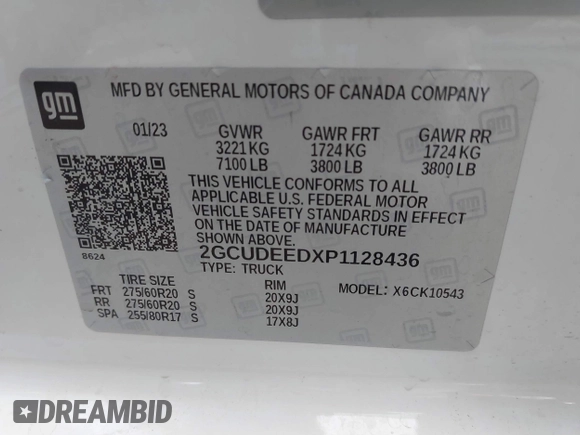 gm
MFD BY GENERAL MOTORS OF CANADA COMPANY
01/23 GVWR GAWR FRT GAWR RR
3221 KG 1724 KG 1724 KG
7100 LB 3800 LB 3800 LB
THIS VEHICLE CONFORMS TO ALL
APPLICABLE U.S. FEDERAL MOTOR
VEHICLE SAFETY STANDARDS IN EFFECT
ON THE DATE OF MANUFACTURE
SHOWN ABOVE.
8624
2GCUDEEDXP1128436
TYPE: TRUCK
TIRE SIZE RIM MODEL: X6CK10543
FRT 275/60R20 S 20X9J
RR 275/60R20 S 20X9J
SPA 255/80R17 S 17X8J
DREAMBID